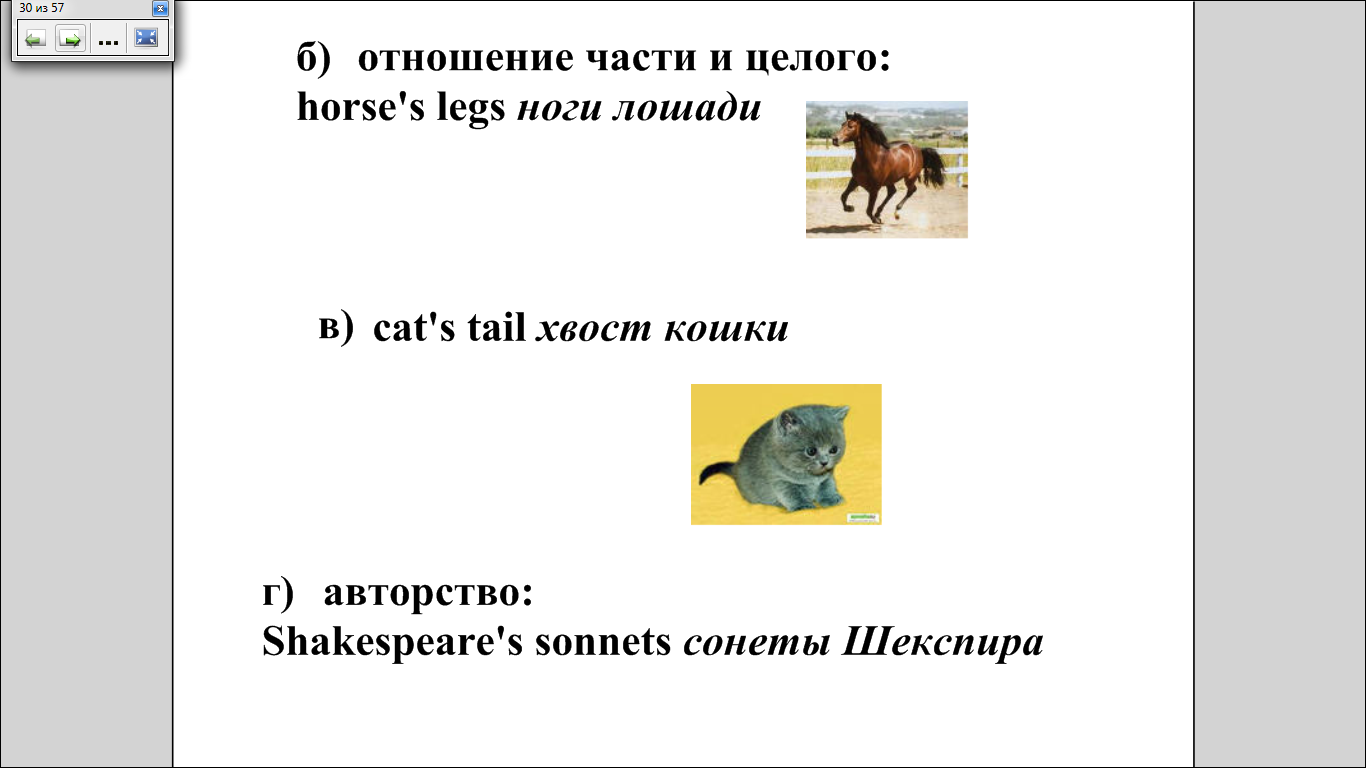 30 из 57
...
б) отношение части и целого:
horse's legs ноги лошади
в) cat's tail хвост кошки
г) авторство:
Shakespeare's sonnets сонеты Шекспира